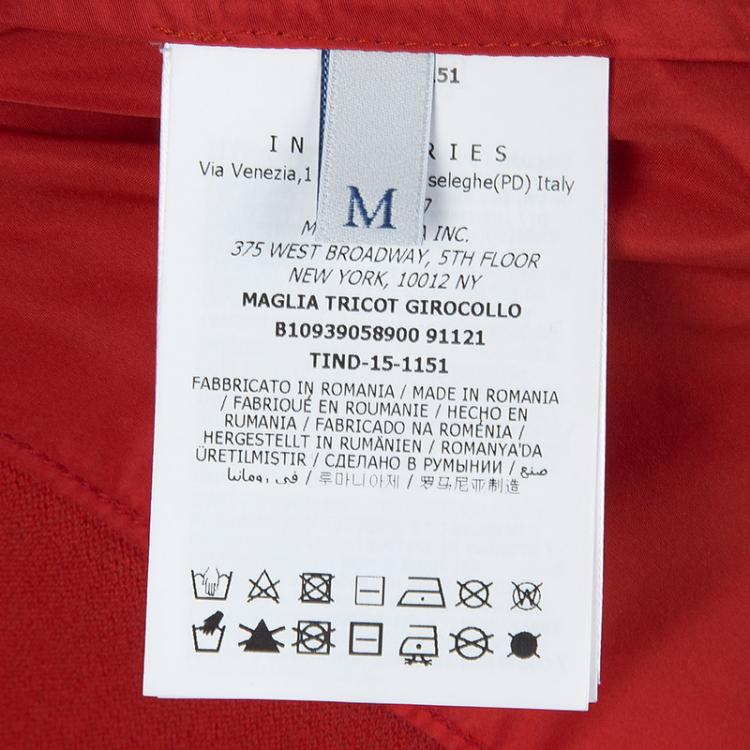 .51
IN RIES
Via Venezia,1 seleghe(PD) Italy
7
M
M A INC.
375 WEST BROADWAY, 5TH FLOOR
NEW YORK, 10012 NY
MAGLIA TRICOT GIROCOLLO
B10939058900 91121
TIND-15-1151
FABBRICATO IN ROMANIA / MADE IN ROMANIA
/ FABRIQUÉ EN ROUMANIE / HECHO EN
RUMANIA / FABRICADO NA ROMÉNIA /
HERGESTELLT IN RUMÄNIEN / ROMANYA'DA
ÜRETILMISTIR / СДЕЛАНО В РУМЫНИИ / صنع
في رومانيا / 루마니아제 / 罗马尼亚制造